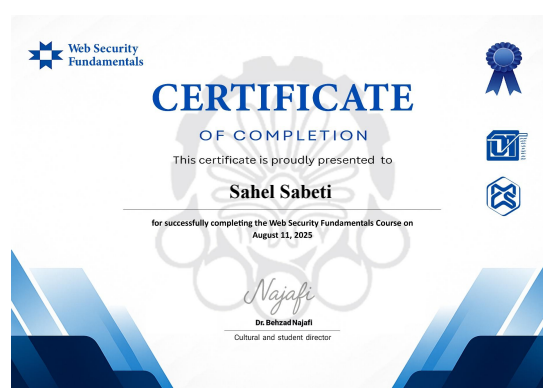 Web Security
Fundamentals
CERTIFICATE
OF COMPLETION
This certificate is proudly presented to
Sahel Sabeti
for successfully completing the Web Security Fundamentals Course on
August 11, 2025
Najafi
Dr. Behzad Najafi
Cultural and student director